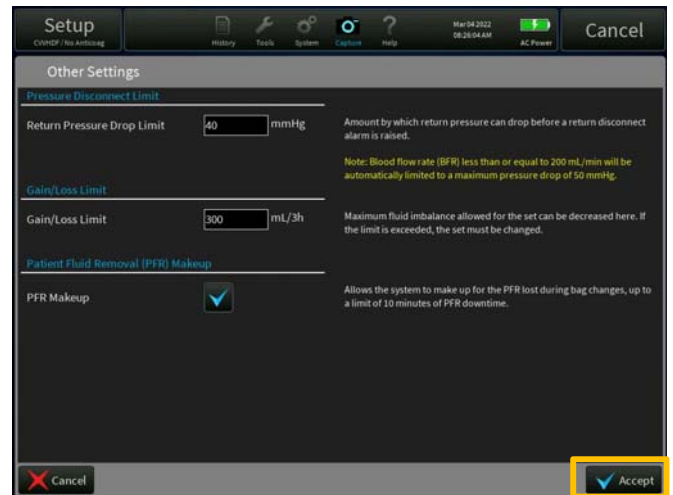 Setup
CVVHDF / No Anticoag
History
Tools
System
Capture
Help
Mar 04 2022
08:26:04 AM
AC Power
Cancel
Other Settings
Pressure Disconnect Limit
Return Pressure Drop Limit
40
mmHg
Amount by which return pressure can drop before a return disconnect
alarm is raised.
Note: Blood flow rate (BFR) less than or equal to 200 mL/min will be
automatically limited to a maximum pressure drop of 50 mmHg.
Gain/Loss Limit
Gain/Loss Limit
300
mL/3h
Maximum fluid imbalance allowed for the set can be decreased here. If
the limit is exceeded, the set must be changed.
Patient Fluid Removal (PFR) Makeup
PFR Makeup
Allows the system to make up for the PFR lost during bag changes, up to
a limit of 10 minutes of PFR downtime.
Cancel
Accept